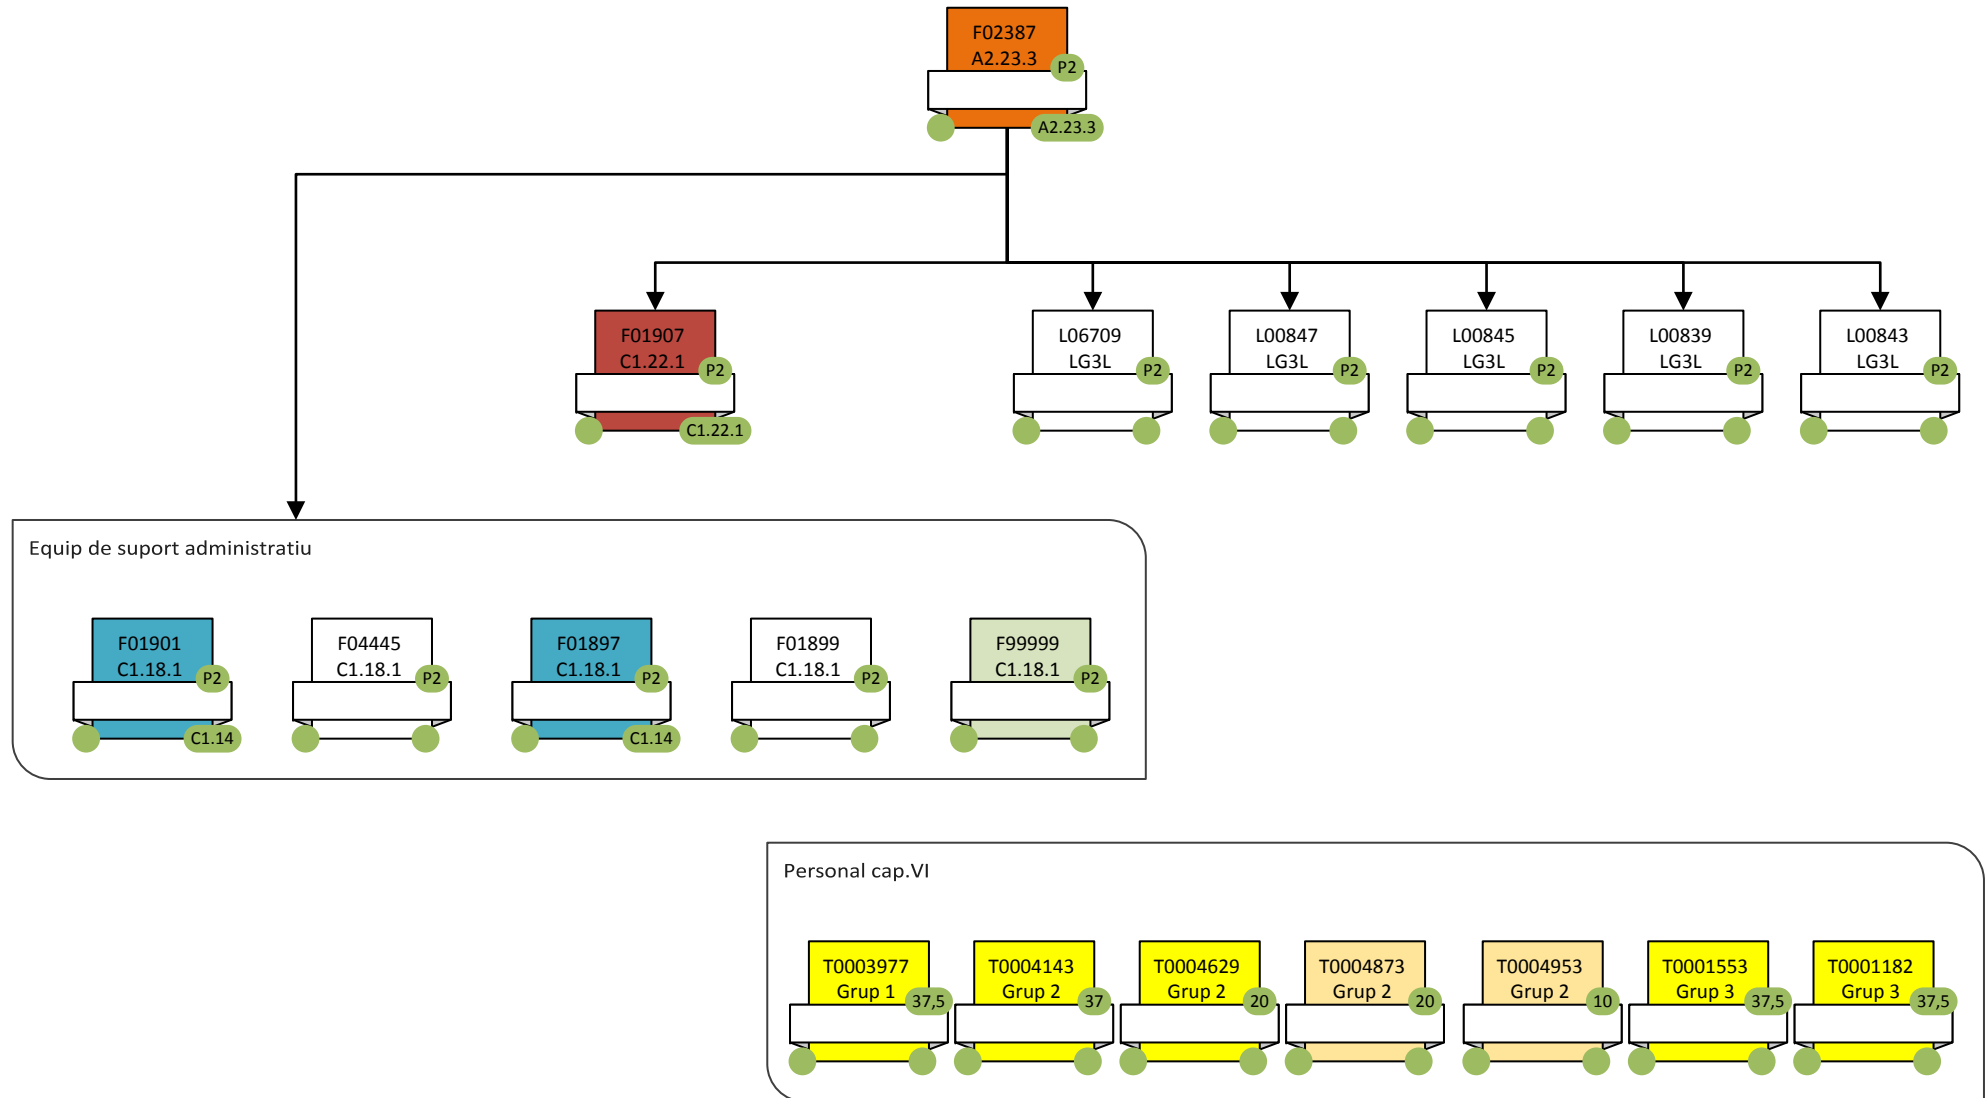 F02387
A2.23.3
P2
A2.23.3
F01907
C1.22.1
P2
C1.22.1
L06709
LG3L
P2
L00847
LG3L
P2
L00845
LG3L
P2
L00839
LG3L
P2
L00843
LG3L
P2
Equip de suport administratiu
F01901
C1.18.1
P2
C1.14
F04445
C1.18.1
P2
F01897
C1.18.1
P2
C1.14
F01899
C1.18.1
P2
F99999
C1.18.1
P2
Personal cap.VI
T0003977
Grup 1
37,5
T0004143
Grup 2
37
T0004629
Grup 2
20
T0004873
Grup 2
20
T0004953
Grup 2
10
T0001553
Grup 3
37,5
T0001182
Grup 3
37,5